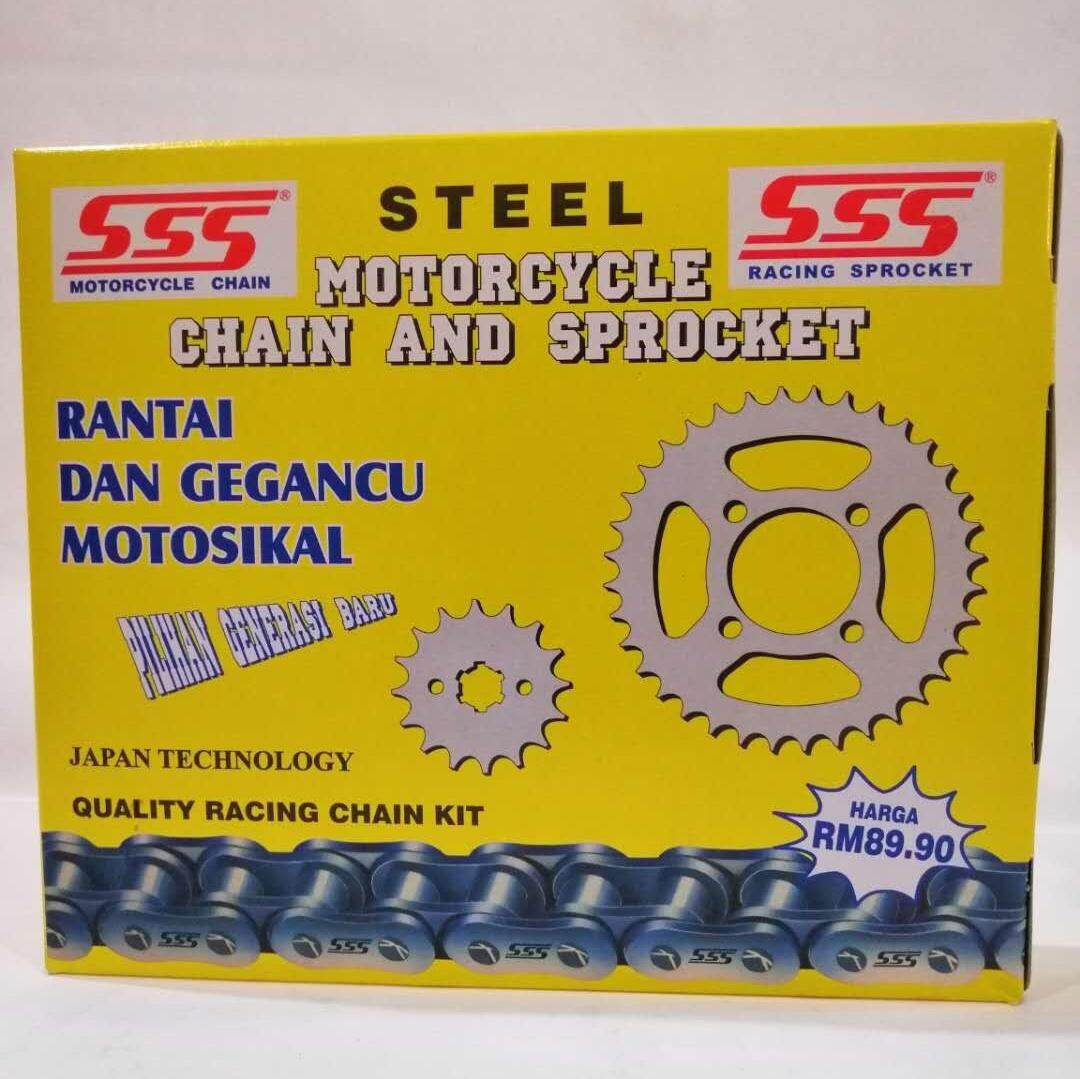 SSS®
MOTORCYCLE CHAIN
STEEL
SSS®
RACING SPROCKET
MOTORCYCLE
CHAIN AND SPROCKET
RANTAI
DAN GEGANCU
MOTOSIKAL
PILIHAN GENERASI BARU
JAPAN TECHNOLOGY
QUALITY RACING CHAIN KIT
HARGA
RM89.90
SSS SSS SSS SSS SSS